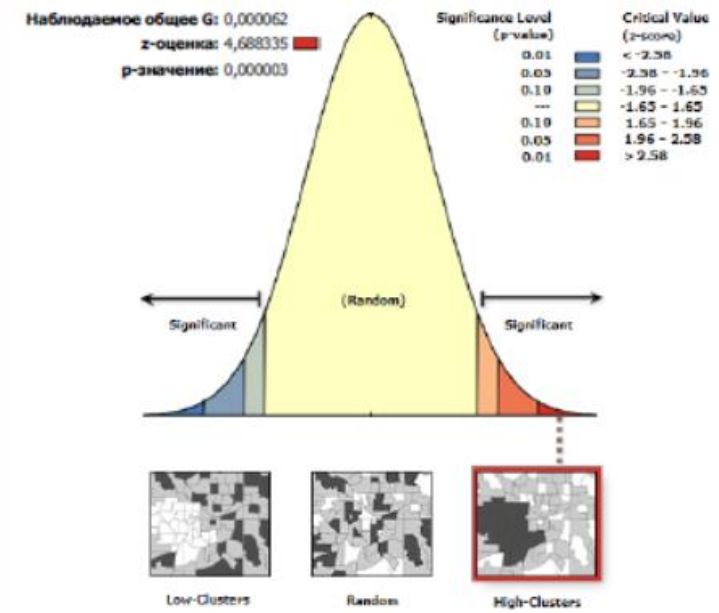 Наблюдаемое общее G: 0,000062
z-оценка: 4,688335
p-значение: 0,000003
Significance Level
(p-value)
Critical Value
(z-score)
0.01 < -2.58
0.05 -2.58 - -1.96
0.10 -1.96 - -1.65
--- -1.65 - 1.65
0.10 1.65 - 1.96
0.05 1.96 - 2.58
0.01 > 2.58
Significant
(Random)
Significant
Low-Clusters
Random
High-Clusters